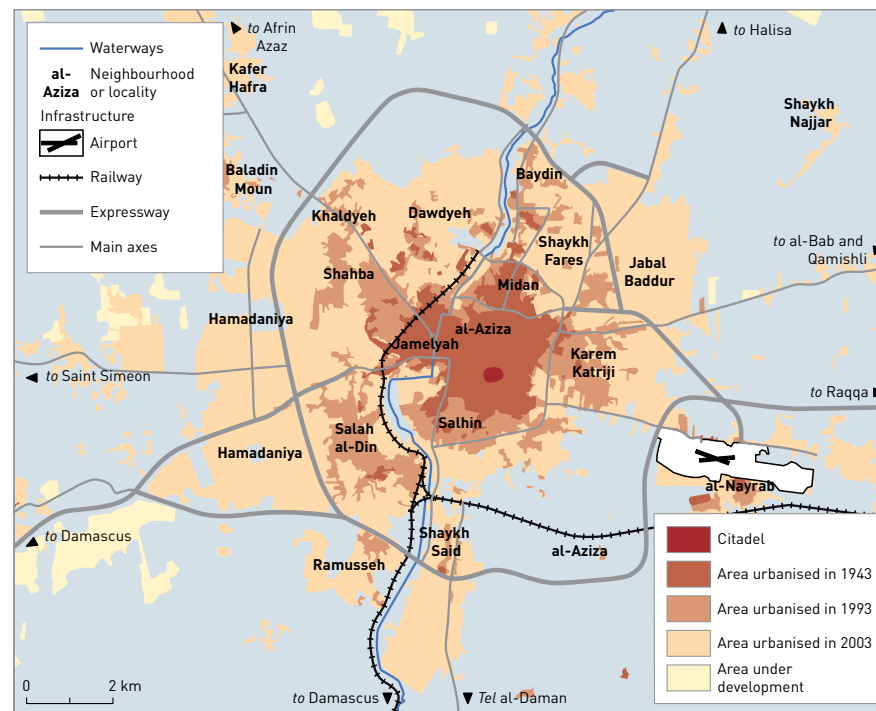 Waterways
al-
Aziza
Neighbourhood
or locality
Infrastructure
Airport
Railway
Expressway
Main axes
to Afrin
Azaz
Kafer
Hafra
to Halisa
Shaykh
Najjar
Baladin
Moun
Baydin
Khaldyeh
Dawdyeh
Shaykh
Fares
to al-Bab and
Qamishli
Shahba
Jabal
Baddur
Midan
Hamadaniya
al-Aziza
Jamelyah
Karem
Katriji
to Saint Simeon
to Raqqa
Salah
al-Din
Salhin
Hamadaniya
al-Nayrab
to Damascus
Shaykh
Said
al-Aziza
Ramusseh
Citadel
Area urbanised in 1943
Area urbanised in 1993
Area urbanised in 2003
Area under
development
0 2 km
to Damascus
Tel al-Daman